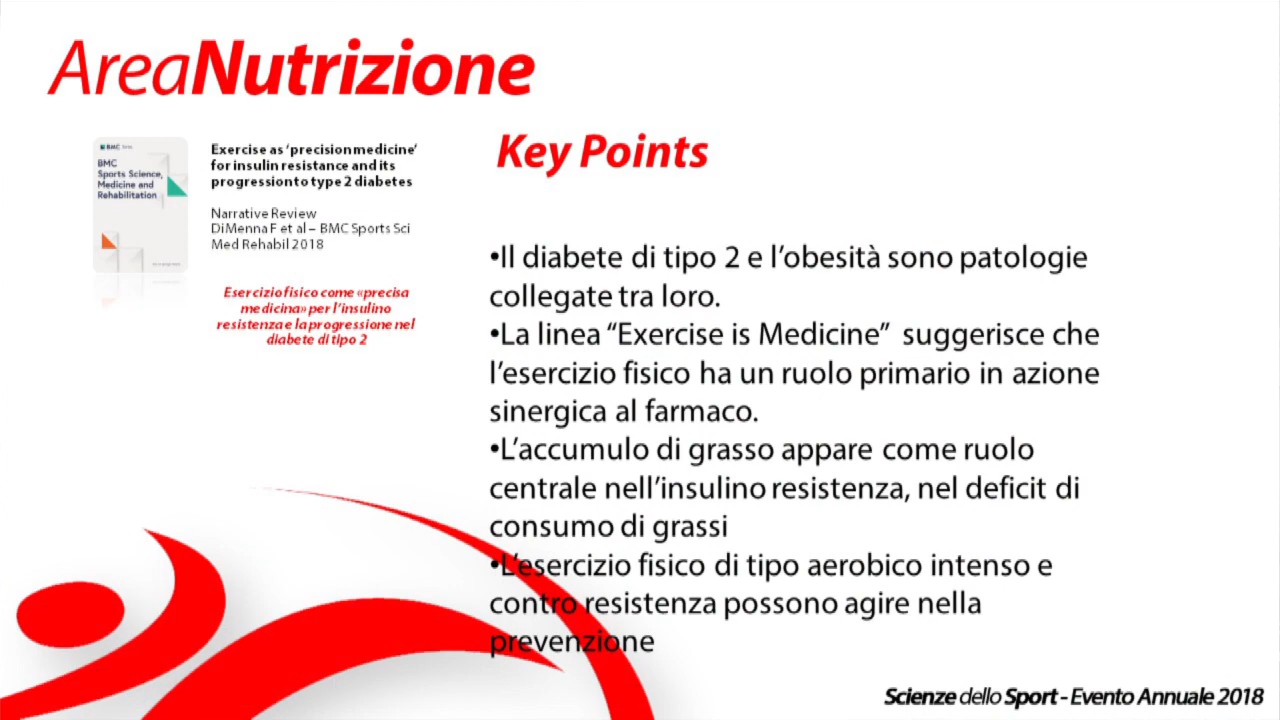 AreaNutrizione
BMC
BMC
Sports Science,
Medicine and
Rehabilitation
Exercise as ‘precision medicine’
for insulin resistance and its
progression to type 2 diabetes
Narrative Review
DiMenna F et al – BMC Sports Sci
Med Rehabil 2018
Esercizio fisico come «precisa
medicina» per l’insulino
resistenza e la progressione nel
diabete di tipo 2
Key Points
•Il diabete di tipo 2 e l’obesità sono patologie
collegate tra loro.
•La linea “Exercise is Medicine” suggerisce che
l’esercizio fisico ha un ruolo primario in azione
sinergica al farmaco.
•L’accumulo di grasso appare come ruolo
centrale nell’insulino resistenza, nel deficit di
consumo di grassi
•L’esercizio fisico di tipo aerobico intenso e
contro resistenza possono agire nella
prevenzione
Scienze dello Sport - Evento Annuale 2018